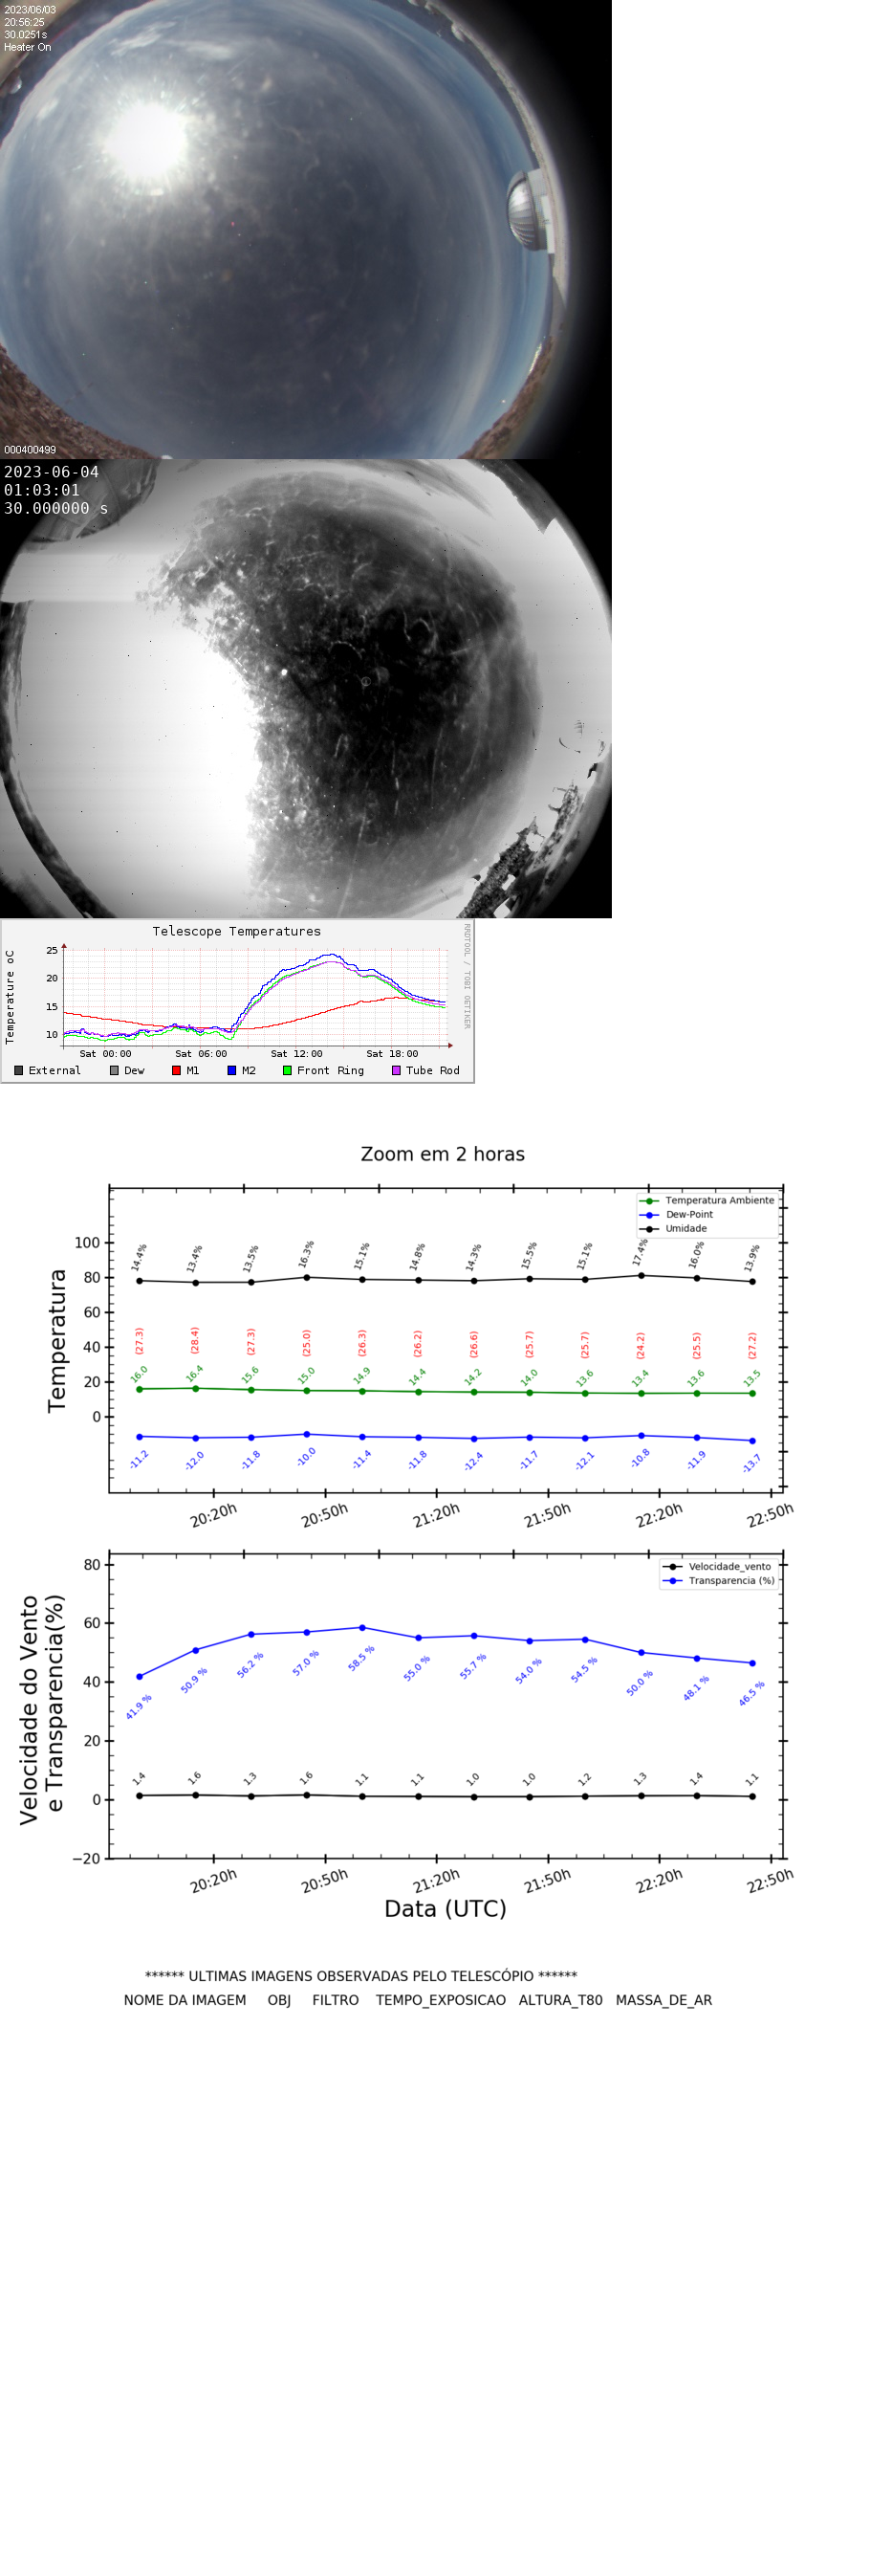 2023/06/03
20:56:25
30.0251s
Heater On
000400499
2023-06-04
01:03:01
30.000000 s
Telescope Temperatures
Temperature oC
RRDTOOL / TOBI OETIKER
25
20
15
10
Sat 00:00 Sat 06:00 Sat 12:00 Sat 18:00
External Dew M1 M2 Front Ring Tube Rod
Zoom em 2 horas
Temperatura
Temperatura Ambiente
Dew-Point
Umidade
100
80
60
40
20
0
14.4% 13.4% 13.5% 16.3% 15.1% 14.8% 14.3% 15.5% 15.1% 17.4% 16.0% 13.9%
(27.3) (28.4) (27.3) (25.0) (26.3) (26.2) (26.6) (25.7) (25.7) (24.2) (25.5) (27.2)
16.0 16.4 15.6 15.0 14.9 14.4 14.2 14.0 13.6 13.4 13.6 13.5
-11.2 -12.0 -11.8 -10.0 -11.4 -11.8 -12.4 -11.7 -12.1 -10.8 -11.9 -13.7
20:20h 20:50h 21:20h 21:50h 22:20h 22:50h
Velocidade do Vento
e Transparencia(%)
Velocidade_vento
Transparencia (%)
80
60
40
20
0
−20
41.9 % 50.9 % 56.2 % 57.0 % 58.5 % 55.0 % 55.7 % 54.0 % 54.5 % 50.0 % 48.1 % 46.5 %
1.4 1.6 1.3 1.6 1.1 1.1 1.0 1.0 1.2 1.3 1.4 1.1
20:20h 20:50h 21:20h 21:50h 22:20h 22:50h
Data (UTC)
****** ULTIMAS IMAGENS OBSERVADAS PELO TELESCÓPIO ******
NOME DA IMAGEM OBJ FILTRO TEMPO_EXPOSICAO ALTURA_T80 MASSA_DE_AR